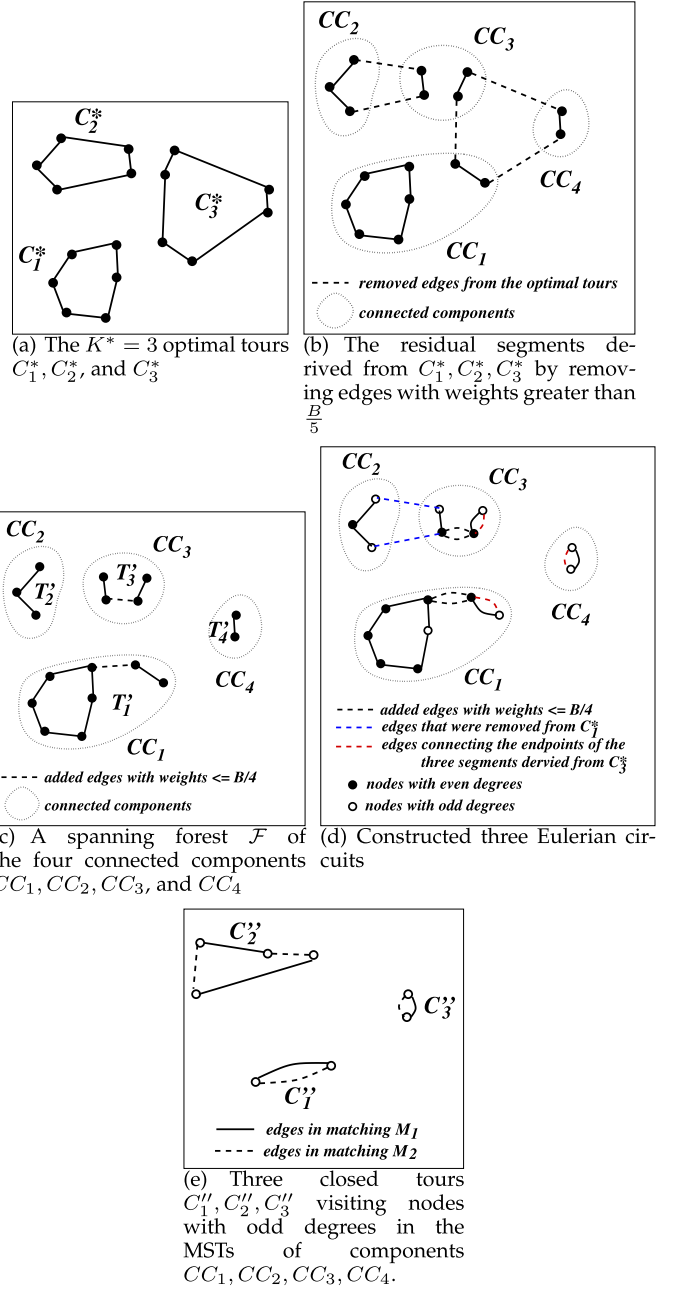 C*2
C*3
C*1
(a) The K* = 3 optimal tours
C*1, C*2, and C*3
CC2
CC3
CC4
CC1
removed edges from the optimal tours
connected components
(b) The residual segments de-
rived from C*1, C*2, C*3 by remov-
ing edges with weights greater than
B/5
CC2
CC3
T'2
T'3
T'4
CC4
T'1
CC1
added edges with weights <= B/4
connected components
c) A spanning forest F of
he four connected components
CC1, CC2, CC3, and CC4
CC2
CC3
CC4
CC1
added edges with weights <= B/4
edges that were removed from C*1
edges connecting the endpoints of the
three segments dervied from C*3
nodes with even degrees
nodes with odd degrees
(d) Constructed three Eulerian cir-
cuits
C''2
C''3
C''1
edges in matching M1
edges in matching M2
(e) Three closed tours
C''1, C''2, C''3 visiting nodes
with odd degrees in the
MSTs of components
CC1, CC2, CC3, CC4.